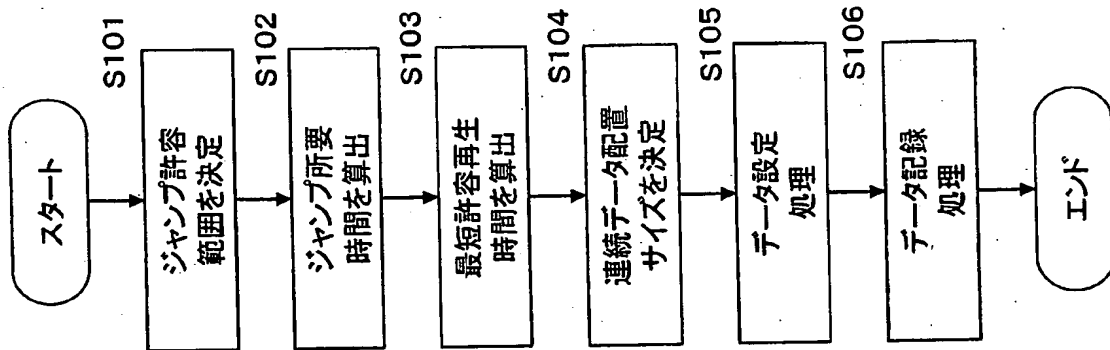 スタート
S101
ジャンプ許容
範囲を決定
S102
ジャンプ所要
時間を算出
S103
最短許容再生
時間を算出
S104
連続データ配置
サイズを決定
S105
データ設定
処理
S106
データ記録
処理
エンド